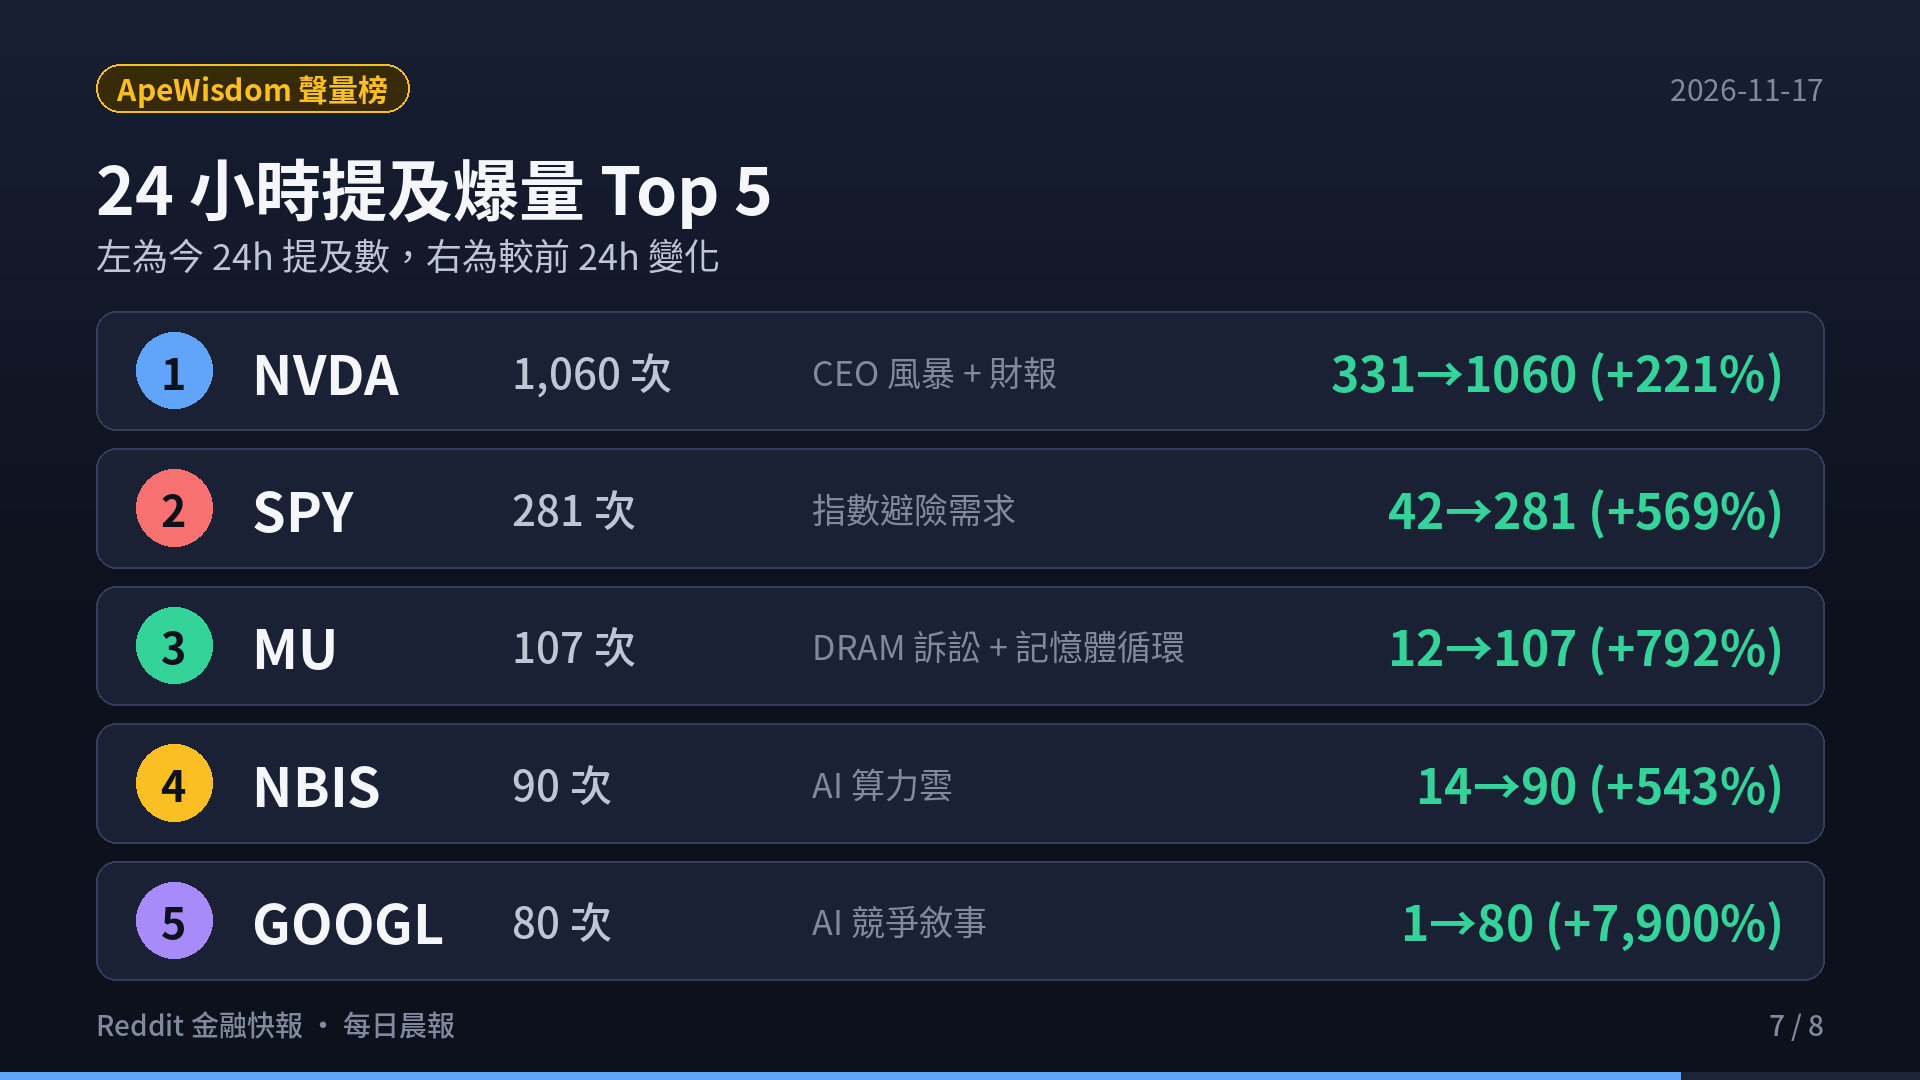 ApeWisdom 聲量榜
2026-11-17
24 小時提及爆量 Top 5
左為今 24h 提及數，右為較前 24h 變化
1 NVDA 1,060 次 CEO 風暴 + 財報 331→1060 (+221%)
2 SPY 281 次 指數避險需求 42→281 (+569%)
3 MU 107 次 DRAM 訴訟 + 記憶體循環 12→107 (+792%)
4 NBIS 90 次 AI 算力雲 14→90 (+543%)
5 GOOGL 80 次 AI 競爭敘事 1→80 (+7,900%)
Reddit 金融快報 • 每日晨報
7 / 8